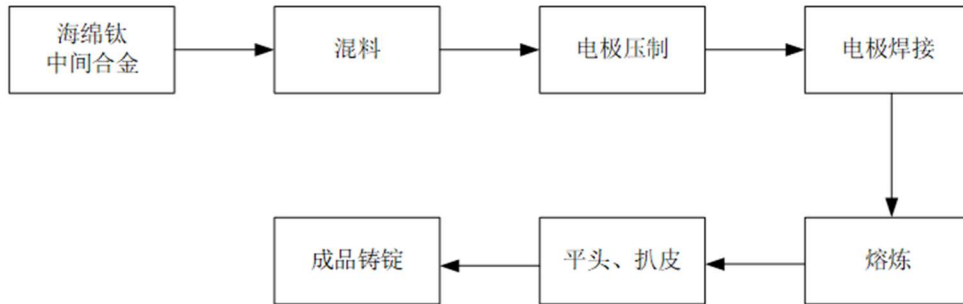 海绵钛
中间合金
混料
电极压制
电极焊接
熔炼
平头、扒皮
成品铸锭